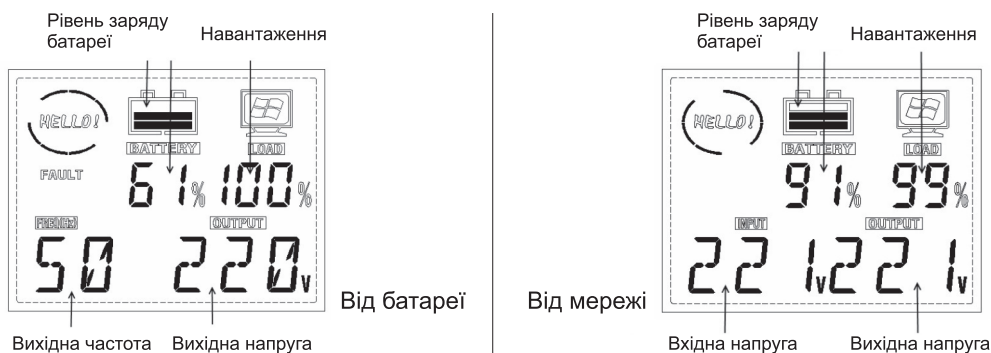 Рівень заряду
батареї
Навантаження
HELLO!
BATTERY
LOAD
FAULT
61%
100%
FREQ(Hz)
OUTPUT
50
220v
Від батареї
Вихідна частота
Вихідна напруга
Рівень заряду
батареї
Навантаження
HELLO!
BATTERY
LOAD
91%
99%
INPUT
OUTPUT
221v
221v
Від мережі
Вхідна напруга
Вихідна напруга